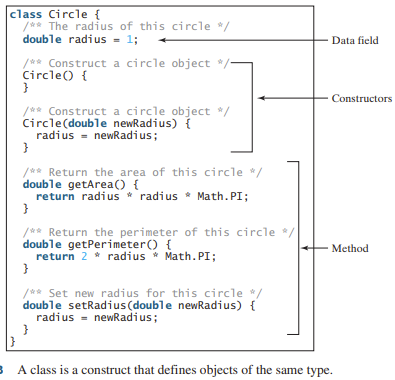 class Circle {
/** The radius of this circle */
double radius = 1;
Data field
/** Construct a circle object */
Circle() {
}
Constructors
/** Construct a circle object */
Circle(double newRadius) {
radius = newRadius;
}
/** Return the area of this circle */
double getArea() {
return radius * radius * Math.PI;
}
/** Return the perimeter of this circle */
double getPerimeter() {
return 2 * radius * Math.PI;
}
Method
/** Set new radius for this circle */
double setRadius(double newRadius) {
radius = newRadius;
}
}
A class is a construct that defines objects of the same type.